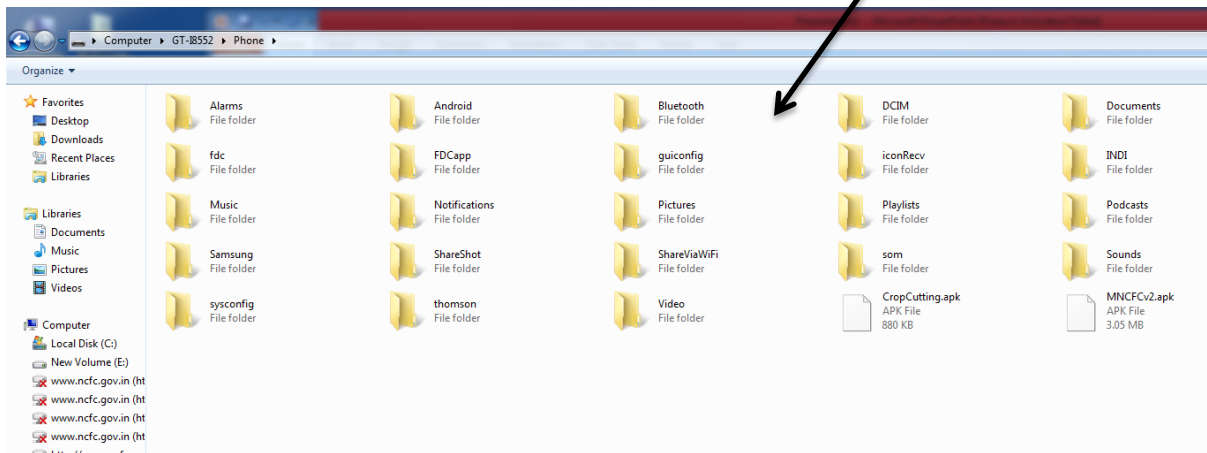 Computer ▸ GT-I8552 ▸ Phone ▸
Organize ▾
Favorites
Desktop
Downloads
Recent Places
Libraries
Libraries
Documents
Music
Pictures
Videos
Computer
Local Disk (C:)
New Volume (E:)
www.ncfc.gov.in (ht
www.ncfc.gov.in (ht
www.ncfc.gov.in (ht
www.ncfc.gov.in (ht
Alarms
File folder
Android
File folder
Bluetooth
File folder
DCIM
File folder
Documents
File folder
fdc
File folder
FDCapp
File folder
guiconfig
File folder
iconRecv
File folder
INDI
File folder
Music
File folder
Notifications
File folder
Pictures
File folder
Playlists
File folder
Podcasts
File folder
Samsung
File folder
ShareShot
File folder
ShareViaWiFi
File folder
som
File folder
Sounds
File folder
sysconfig
File folder
thomson
File folder
Video
File folder
CropCutting.apk
APK File
880 KB
MNCFCv2.apk
APK File
3.05 MB